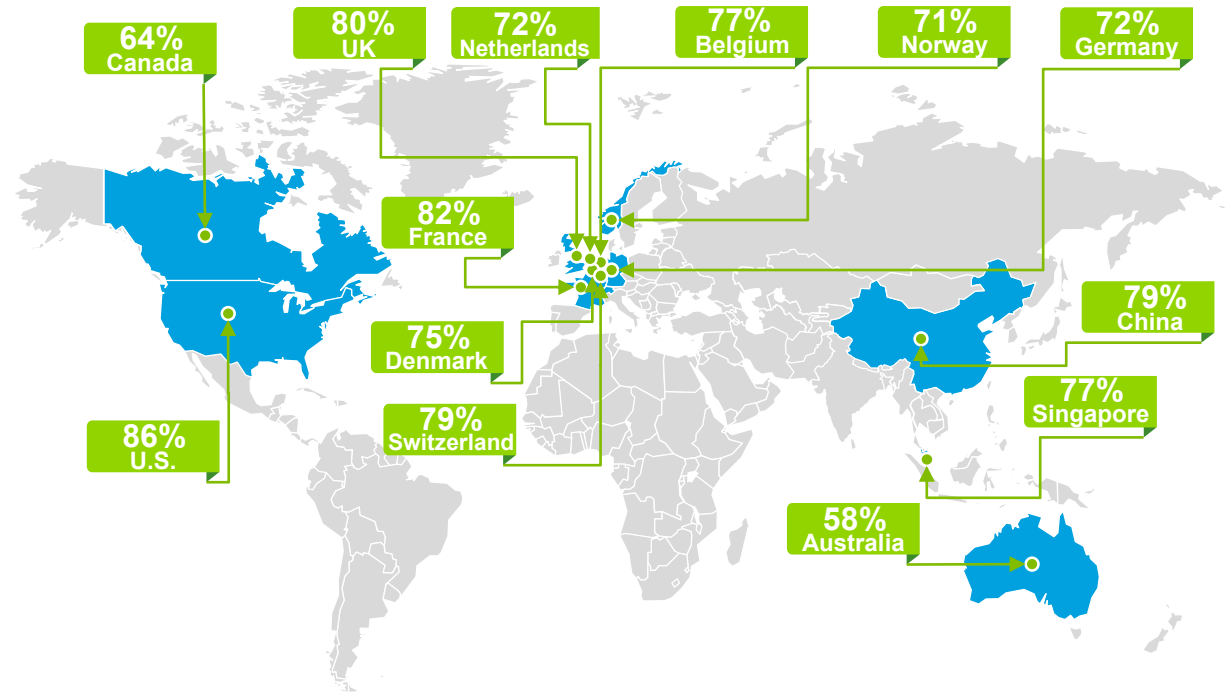 64%
Canada
80%
UK
72%
Netherlands
77%
Belgium
71%
Norway
72%
Germany
82%
France
75%
Denmark
79%
Switzerland
86%
U.S.
79%
China
77%
Singapore
58%
Australia